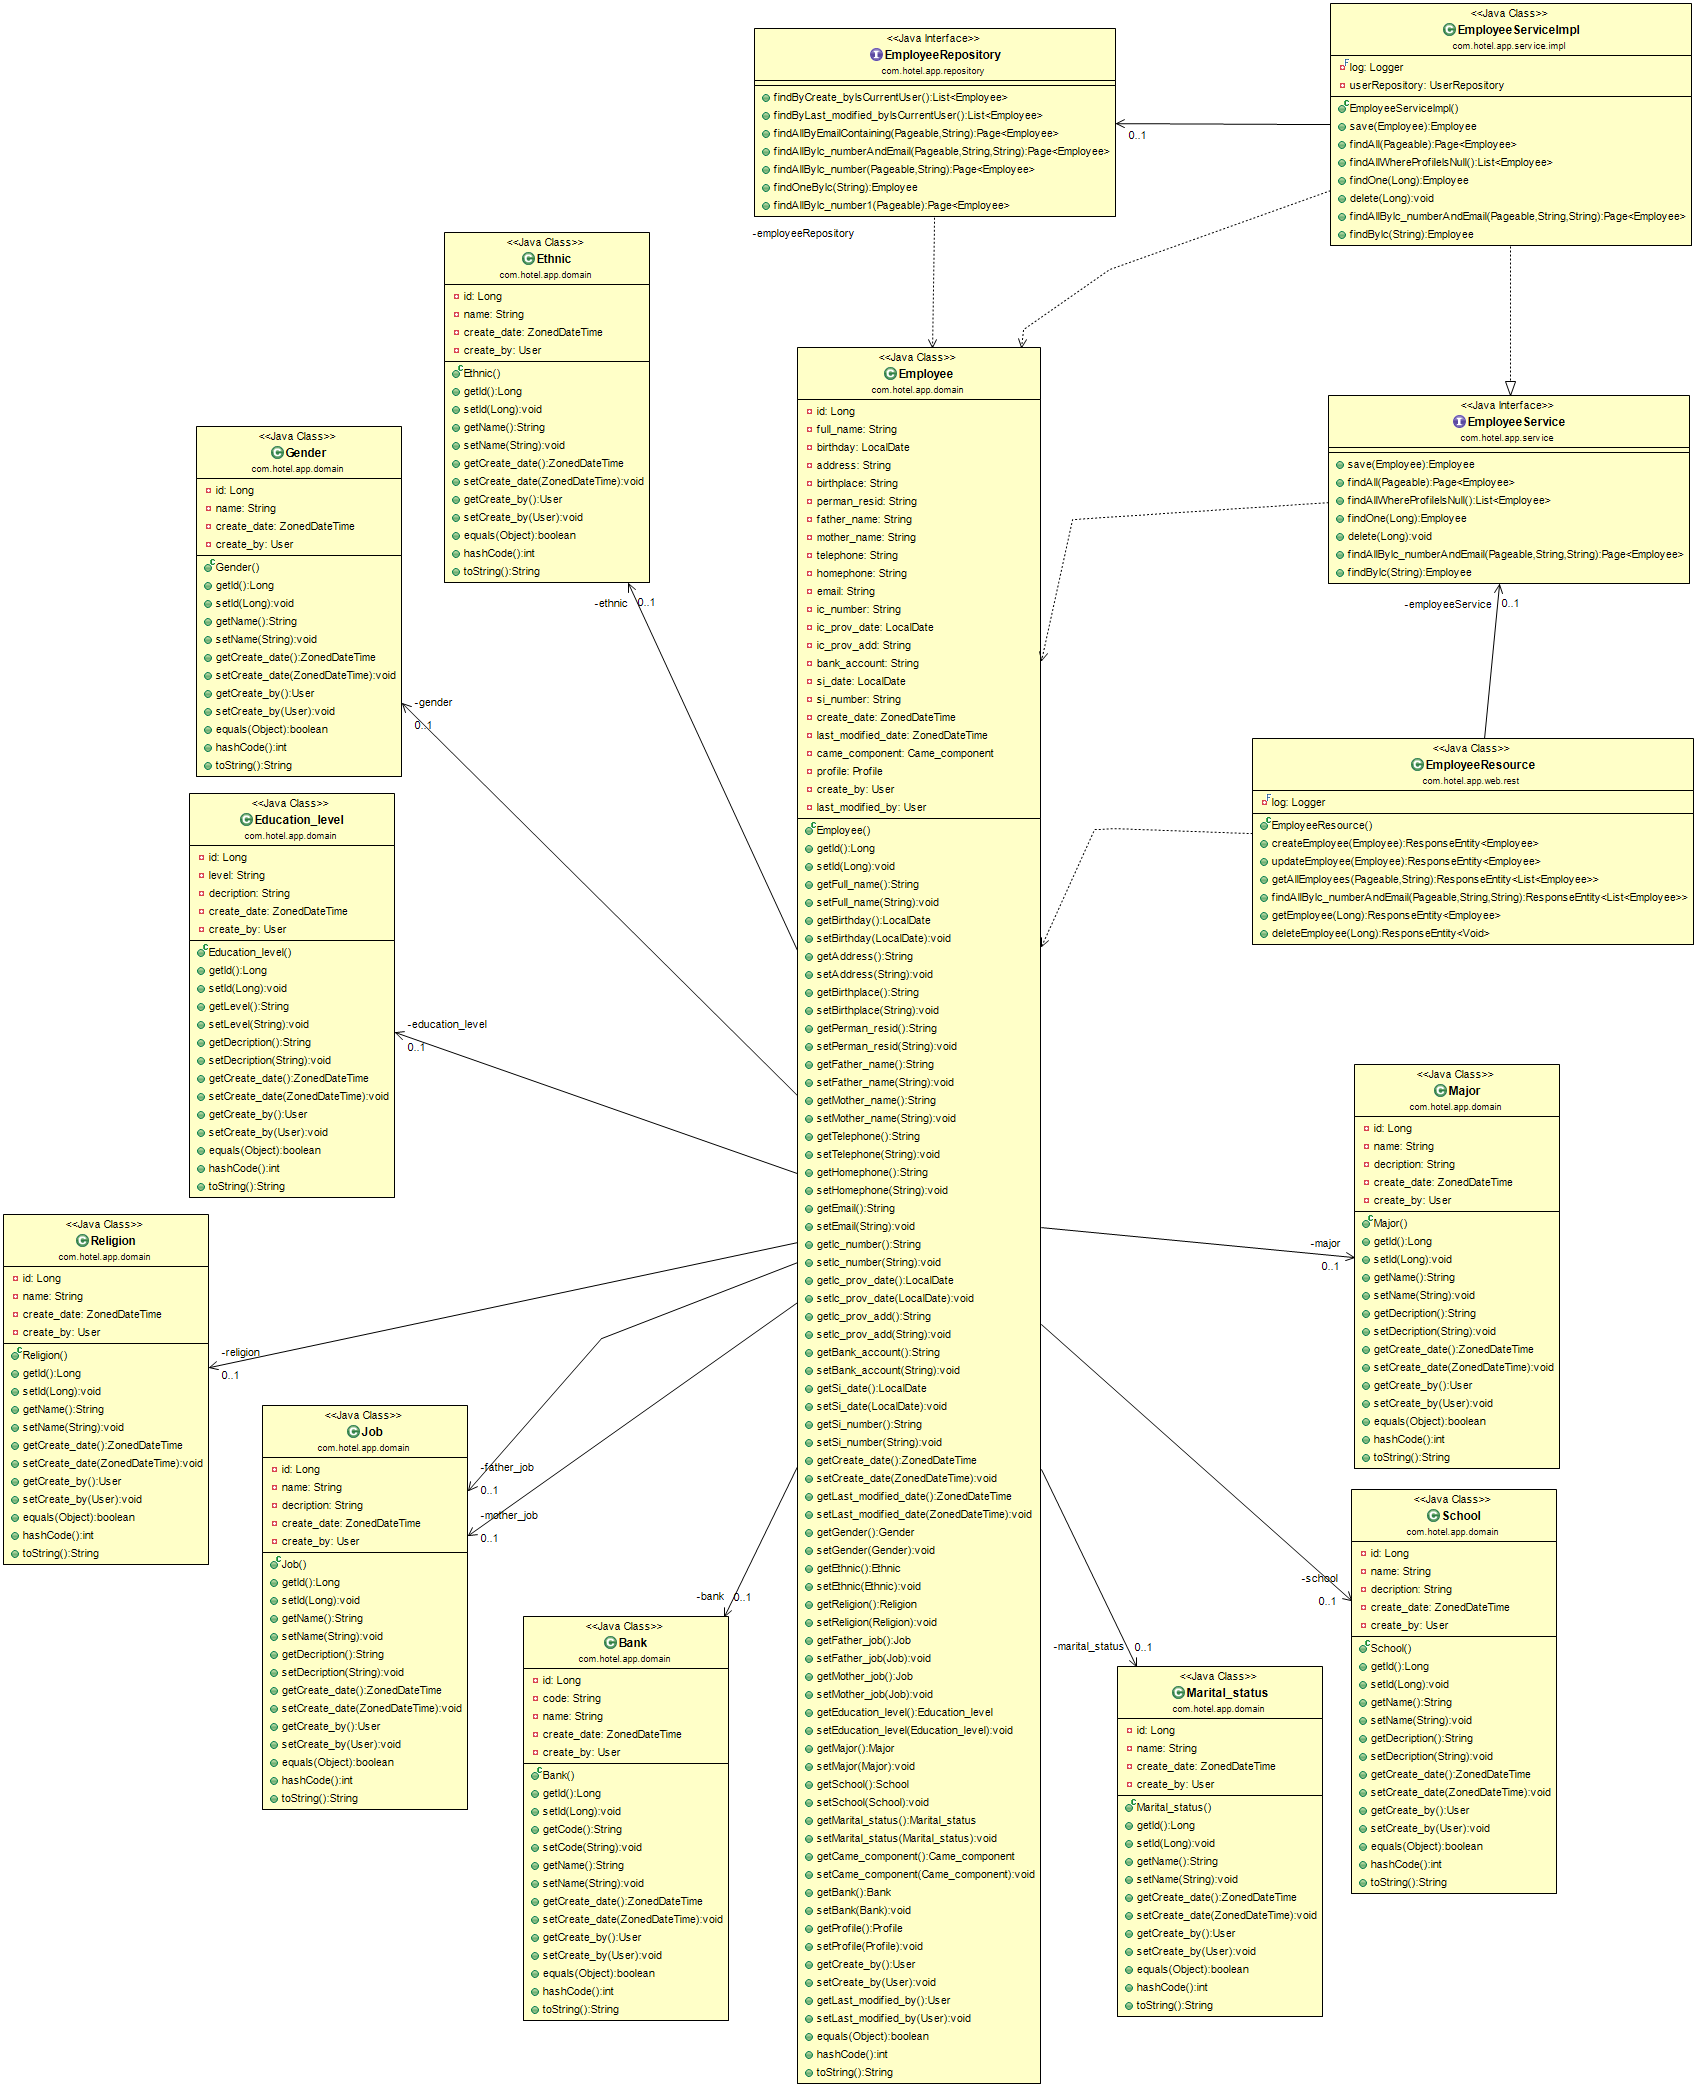 <<Java Interface>>
EmployeeRepository
com.hotel.app.repository
findByCreate_byIsCurrentUser():List<Employee>
findByLast_modified_byIsCurrentUser():List<Employee>
findAllByEmailContaining(Pageable,String):Page<Employee>
findAllByIc_numberAndEmail(Pageable,String,String):Page<Employee>
findAllByIc_number(Pageable,String):Page<Employee>
findOneByIc(String):Employee
findAllByIc_number1(Pageable):Page<Employee>
-employeeRepository
0..1
<<Java Class>>
EmployeeServiceImpl
com.hotel.app.service.impl
log: Logger
userRepository: UserRepository
EmployeeServiceImpl()
save(Employee):Employee
findAll(Pageable):Page<Employee>
findAllWhereProfileIsNull():List<Employee>
findOne(Long):Employee
delete(Long):void
findAllByIc_numberAndEmail(Pageable,String,String):Page<Employee>
findByIc(String):Employee
<<Java Class>>
Ethnic
com.hotel.app.domain
id: Long
name: String
create_date: ZonedDateTime
create_by: User
Ethnic()
getId():Long
setId(Long):void
getName():String
setName(String):void
getCreate_date():ZonedDateTime
setCreate_date(ZonedDateTime):void
getCreate_by():User
setCreate_by(User):void
equals(Object):boolean
hashCode():int
toString():String
-ethnic
0..1
<<Java Class>>
Employee
com.hotel.app.domain
id: Long
full_name: String
birthday: LocalDate
address: String
birthplace: String
perman_resid: String
father_name: String
mother_name: String
telephone: String
homephone: String
email: String
ic_number: String
ic_prov_date: LocalDate
ic_prov_add: String
bank_account: String
si_date: LocalDate
si_number: String
create_date: ZonedDateTime
last_modified_date: ZonedDateTime
came_component: Came_component
profile: Profile
create_by: User
last_modified_by: User
Employee()
getId():Long
setId(Long):void
getFull_name():String
setFull_name(String):void
getBirthday():LocalDate
setBirthday(LocalDate):void
getAddress():String
setAddress(String):void
getBirthplace():String
setBirthplace(String):void
getPerman_resid():String
setPerman_resid(String):void
getFather_name():String
setFather_name(String):void
getMother_name():String
setMother_name(String):void
getTelephone():String
setTelephone(String):void
getHomephone():String
setHomephone(String):void
getEmail():String
setEmail(String):void
getIc_number():String
setIc_number(String):void
getIc_prov_date():LocalDate
setIc_prov_date(LocalDate):void
getIc_prov_add():String
setIc_prov_add(String):void
getBank_account():String
setBank_account(String):void
getSi_date():LocalDate
setSi_date(LocalDate):void
getSi_number():String
setSi_number(String):void
getCreate_date():ZonedDateTime
setCreate_date(ZonedDateTime):void
getLast_modified_date():ZonedDateTime
setLast_modified_date(ZonedDateTime):void
getGender():Gender
setGender(Gender):void
getEthnic():Ethnic
setEthnic(Ethnic):void
getReligion():Religion
setReligion(Religion):void
getFather_job():Job
setFather_job(Job):void
getMother_job():Job
setMother_job(Job):void
getEducation_level():Education_level
setEducation_level(Education_level):void
getMajor():Major
setMajor(Major):void
getSchool():School
setSchool(School):void
getMarital_status():Marital_status
setMarital_status(Marital_status):void
getCame_component():Came_component
setCame_component(Came_component):void
getBank():Bank
setBank(Bank):void
getProfile():Profile
setProfile(Profile):void
getCreate_by():User
setCreate_by(User):void
getLast_modified_by():User
setLast_modified_by(User):void
equals(Object):boolean
hashCode():int
toString():String
<<Java Interface>>
EmployeeService
com.hotel.app.service
save(Employee):Employee
findAll(Pageable):Page<Employee>
findAllWhereProfileIsNull():List<Employee>
findOne(Long):Employee
delete(Long):void
findAllByIc_numberAndEmail(Pageable,String,String):Page<Employee>
findByIc(String):Employee
-employeeService
0..1
<<Java Class>>
EmployeeResource
com.hotel.app.web.rest
log: Logger
EmployeeResource()
createEmployee(Employee):ResponseEntity<Employee>
updateEmployee(Employee):ResponseEntity<Employee>
getAllEmployees(Pageable,String):ResponseEntity<List<Employee>>
findAllByIc_numberAndEmail(Pageable,String,String):ResponseEntity<List<Employee>>
getEmployee(Long):ResponseEntity<Employee>
deleteEmployee(Long):ResponseEntity<Void>
<<Java Class>>
Gender
com.hotel.app.domain
id: Long
name: String
create_date: ZonedDateTime
create_by: User
Gender()
getId():Long
setId(Long):void
getName():String
setName(String):void
getCreate_date():ZonedDateTime
setCreate_date(ZonedDateTime):void
getCreate_by():User
setCreate_by(User):void
equals(Object):boolean
hashCode():int
toString():String
-gender
0..1
<<Java Class>>
Education_level
com.hotel.app.domain
id: Long
level: String
decription: String
create_date: ZonedDateTime
create_by: User
Education_level()
getId():Long
setId(Long):void
getLevel():String
setLevel(String):void
getDecription():String
setDecription(String):void
getCreate_date():ZonedDateTime
setCreate_date(ZonedDateTime):void
getCreate_by():User
setCreate_by(User):void
equals(Object):boolean
hashCode():int
toString():String
-education_level
0..1
<<Java Class>>
Religion
com.hotel.app.domain
id: Long
name: String
create_date: ZonedDateTime
create_by: User
Religion()
getId():Long
setId(Long):void
getName():String
setName(String):void
getCreate_date():ZonedDateTime
setCreate_date(ZonedDateTime):void
getCreate_by():User
setCreate_by(User):void
equals(Object):boolean
hashCode():int
toString():String
-religion
0..1
<<Java Class>>
Job
com.hotel.app.domain
id: Long
name: String
decription: String
create_date: ZonedDateTime
create_by: User
Job()
getId():Long
setId(Long):void
getName():String
setName(String):void
getDecription():String
setDecription(String):void
getCreate_date():ZonedDateTime
setCreate_date(ZonedDateTime):void
getCreate_by():User
setCreate_by(User):void
equals(Object):boolean
hashCode():int
toString():String
-father_job
0..1
-mother_job
0..1
<<Java Class>>
Bank
com.hotel.app.domain
id: Long
code: String
name: String
create_date: ZonedDateTime
create_by: User
Bank()
getId():Long
setId(Long):void
getCode():String
setCode(String):void
getName():String
setName(String):void
getCreate_date():ZonedDateTime
setCreate_date(ZonedDateTime):void
getCreate_by():User
setCreate_by(User):void
equals(Object):boolean
hashCode():int
toString():String
-bank
0..1
<<Java Class>>
Major
com.hotel.app.domain
id: Long
name: String
decription: String
create_date: ZonedDateTime
create_by: User
Major()
getId():Long
setId(Long):void
getName():String
setName(String):void
getDecription():String
setDecription(String):void
getCreate_date():ZonedDateTime
setCreate_date(ZonedDateTime):void
getCreate_by():User
setCreate_by(User):void
equals(Object):boolean
hashCode():int
toString():String
-major
0..1
<<Java Class>>
School
com.hotel.app.domain
id: Long
name: String
decription: String
create_date: ZonedDateTime
create_by: User
School()
getId():Long
setId(Long):void
getName():String
setName(String):void
getDecription():String
setDecription(String):void
getCreate_date():ZonedDateTime
setCreate_date(ZonedDateTime):void
getCreate_by():User
setCreate_by(User):void
equals(Object):boolean
hashCode():int
toString():String
-school
0..1
<<Java Class>>
Marital_status
com.hotel.app.domain
id: Long
name: String
create_date: ZonedDateTime
create_by: User
Marital_status()
getId():Long
setId(Long):void
getName():String
setName(String):void
getCreate_date():ZonedDateTime
setCreate_date(ZonedDateTime):void
getCreate_by():User
setCreate_by(User):void
equals(Object):boolean
hashCode():int
toString():String
-marital_status
0..1